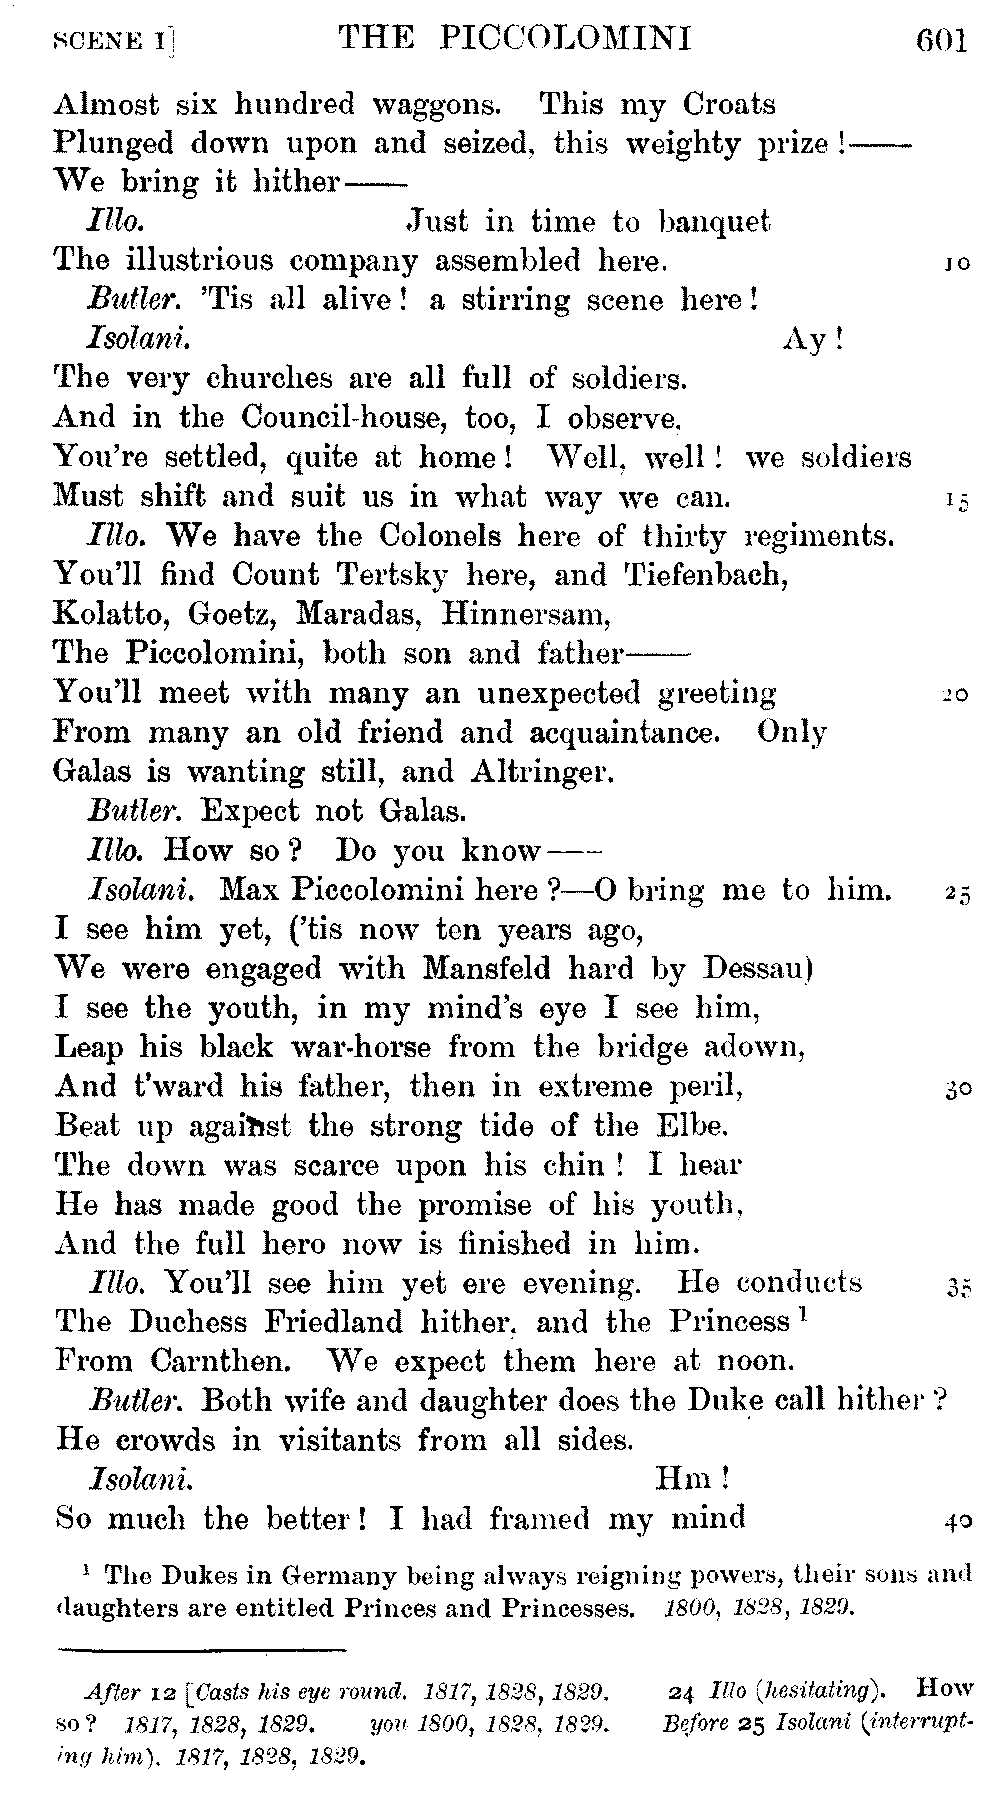 SCENE I] THE PICCOLOMINI 601
Almost six hundred waggons. This my Croats
Plunged down upon and seized, this weighty prize!——
We bring it hither——
Illo. Just in time to banquet
The illustrious company assembled here. 10
Butler. 'Tis all alive! a stirring scene here!
Isolani. Ay!
The very churches are all full of soldiers.
And in the Council-house, too, I observe,
You're settled, quite at home! Well, well! we soldiers
Must shift and suit us in what way we can. 15
Illo. We have the Colonels here of thirty regiments.
You'll find Count Tertsky here, and Tiefenbach,
Kolatto, Goetz, Maradas, Hinnersam,
The Piccolomini, both son and father——
You'll meet with many an unexpected greeting 20
From many an old friend and acquaintance. Only
Galas is wanting still, and Altringer.
Butler. Expect not Galas.
Illo. How so? Do you know——
Isolani. Max Piccolomini here?—O bring me to him. 25
I see him yet, ('tis now ten years ago,
We were engaged with Mansfeld hard by Dessau)
I see the youth, in my mind's eye I see him,
Leap his black war-horse from the bridge adown,
And t'ward his father, then in extreme peril, 30
Beat up against the strong tide of the Elbe.
The down was scarce upon his chin! I hear
He has made good the promise of his youth,
And the full hero now is finished in him.
Illo. You'll see him yet ere evening. He conducts 35
The Duchess Friedland hither, and the Princess ¹
From Carnthen. We expect them here at noon.
Butler. Both wife and daughter does the Duke call hither?
He crowds in visitants from all sides.
Isolani. Hm!
So much the better! I had framed my mind 40
¹ The Dukes in Germany being always reigning powers, their sons and
daughters are entitled Princes and Princesses. 1800, 1828, 1829.
After 12 [Casts his eye round. 1817, 1828, 1829. 24 Illo (hesitating). How
so? 1817, 1828, 1829. you 1800, 1828, 1829. Before 25 Isolani (interrupt-
ing him). 1817, 1828, 1829.